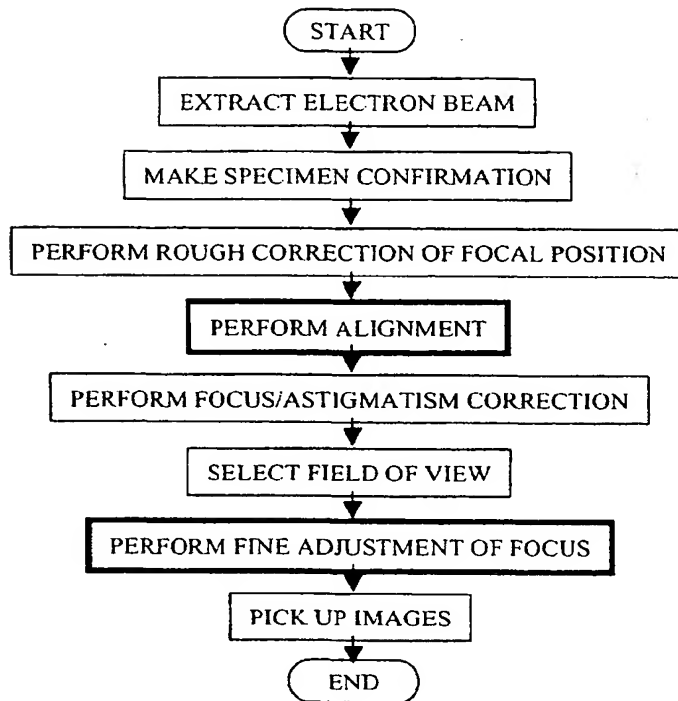 START
EXTRACT ELECTRON BEAM
MAKE SPECIMEN CONFIRMATION
PERFORM ROUGH CORRECTION OF FOCAL POSITION
PERFORM ALIGNMENT
PERFORM FOCUS/ASTIGMATISM CORRECTION
SELECT FIELD OF VIEW
PERFORM FINE ADJUSTMENT OF FOCUS
PICK UP IMAGES
END